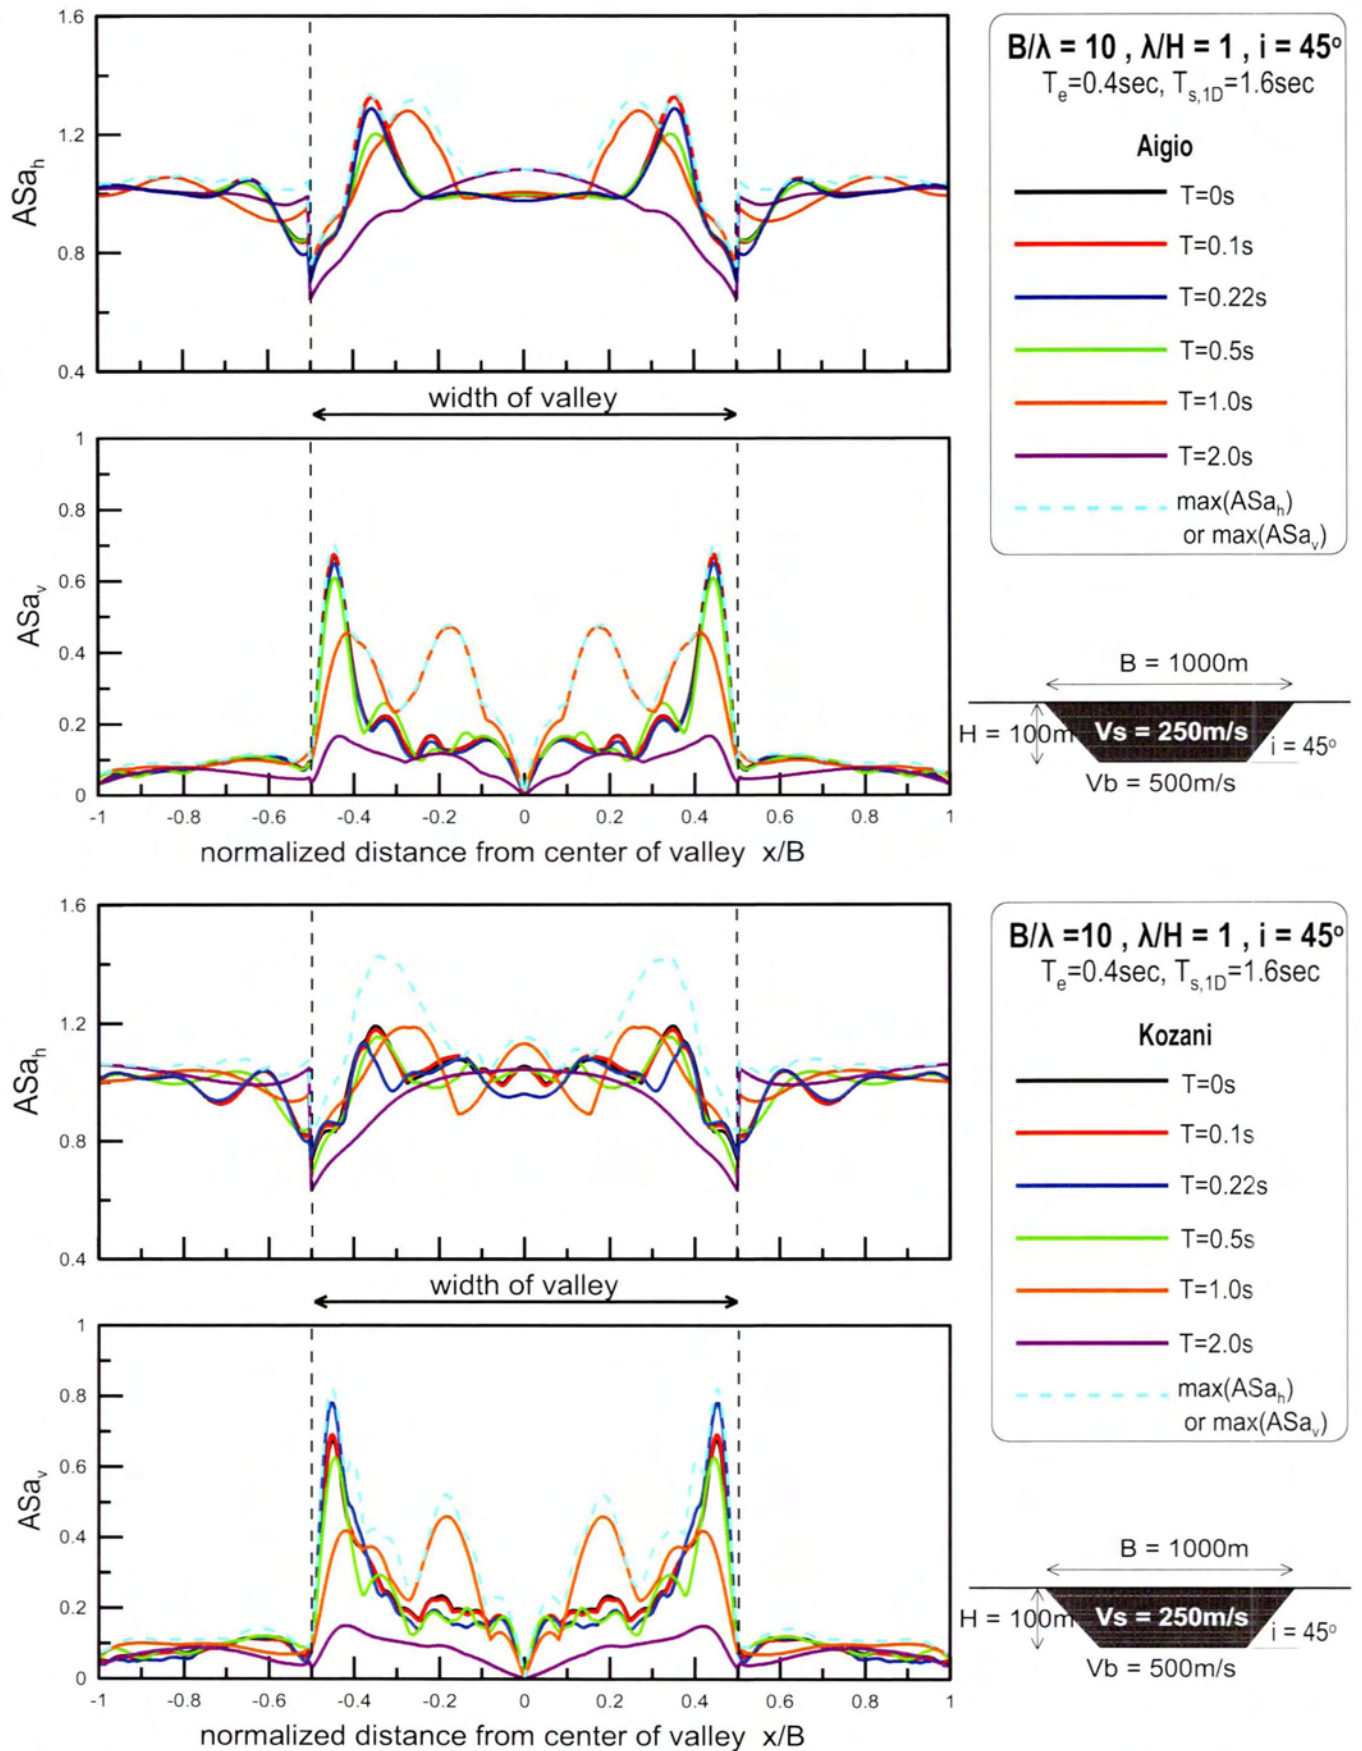 1.6
1.2
0.8
0.4
ASa_h
width of valley
1
0.8
0.6
0.4
0.2
0
ASa_v
-1 -0.8 -0.6 -0.4 -0.2 0 0.2 0.4 0.6 0.8 1
normalized distance from center of valley x/B
B/λ = 10 , λ/H = 1 , i = 45°
T_e=0.4sec, T_s,1D=1.6sec
Aigio
T=0s
T=0.1s
T=0.22s
T=0.5s
T=1.0s
T=2.0s
max(ASa_h)
or max(ASa_v)
B = 1000m
H = 100m
Vs = 250m/s
i = 45°
Vb = 500m/s
1.6
1.2
0.8
0.4
ASa_h
width of valley
1
0.8
0.6
0.4
0.2
0
ASa_v
-1 -0.8 -0.6 -0.4 -0.2 0 0.2 0.4 0.6 0.8 1
normalized distance from center of valley x/B
B/λ =10 , λ/H = 1 , i = 45°
T_e=0.4sec, T_s,1D=1.6sec
Kozani
T=0s
T=0.1s
T=0.22s
T=0.5s
T=1.0s
T=2.0s
max(ASa_h)
or max(ASa_v)
B = 1000m
H = 100m
Vs = 250m/s
i = 45°
Vb = 500m/s